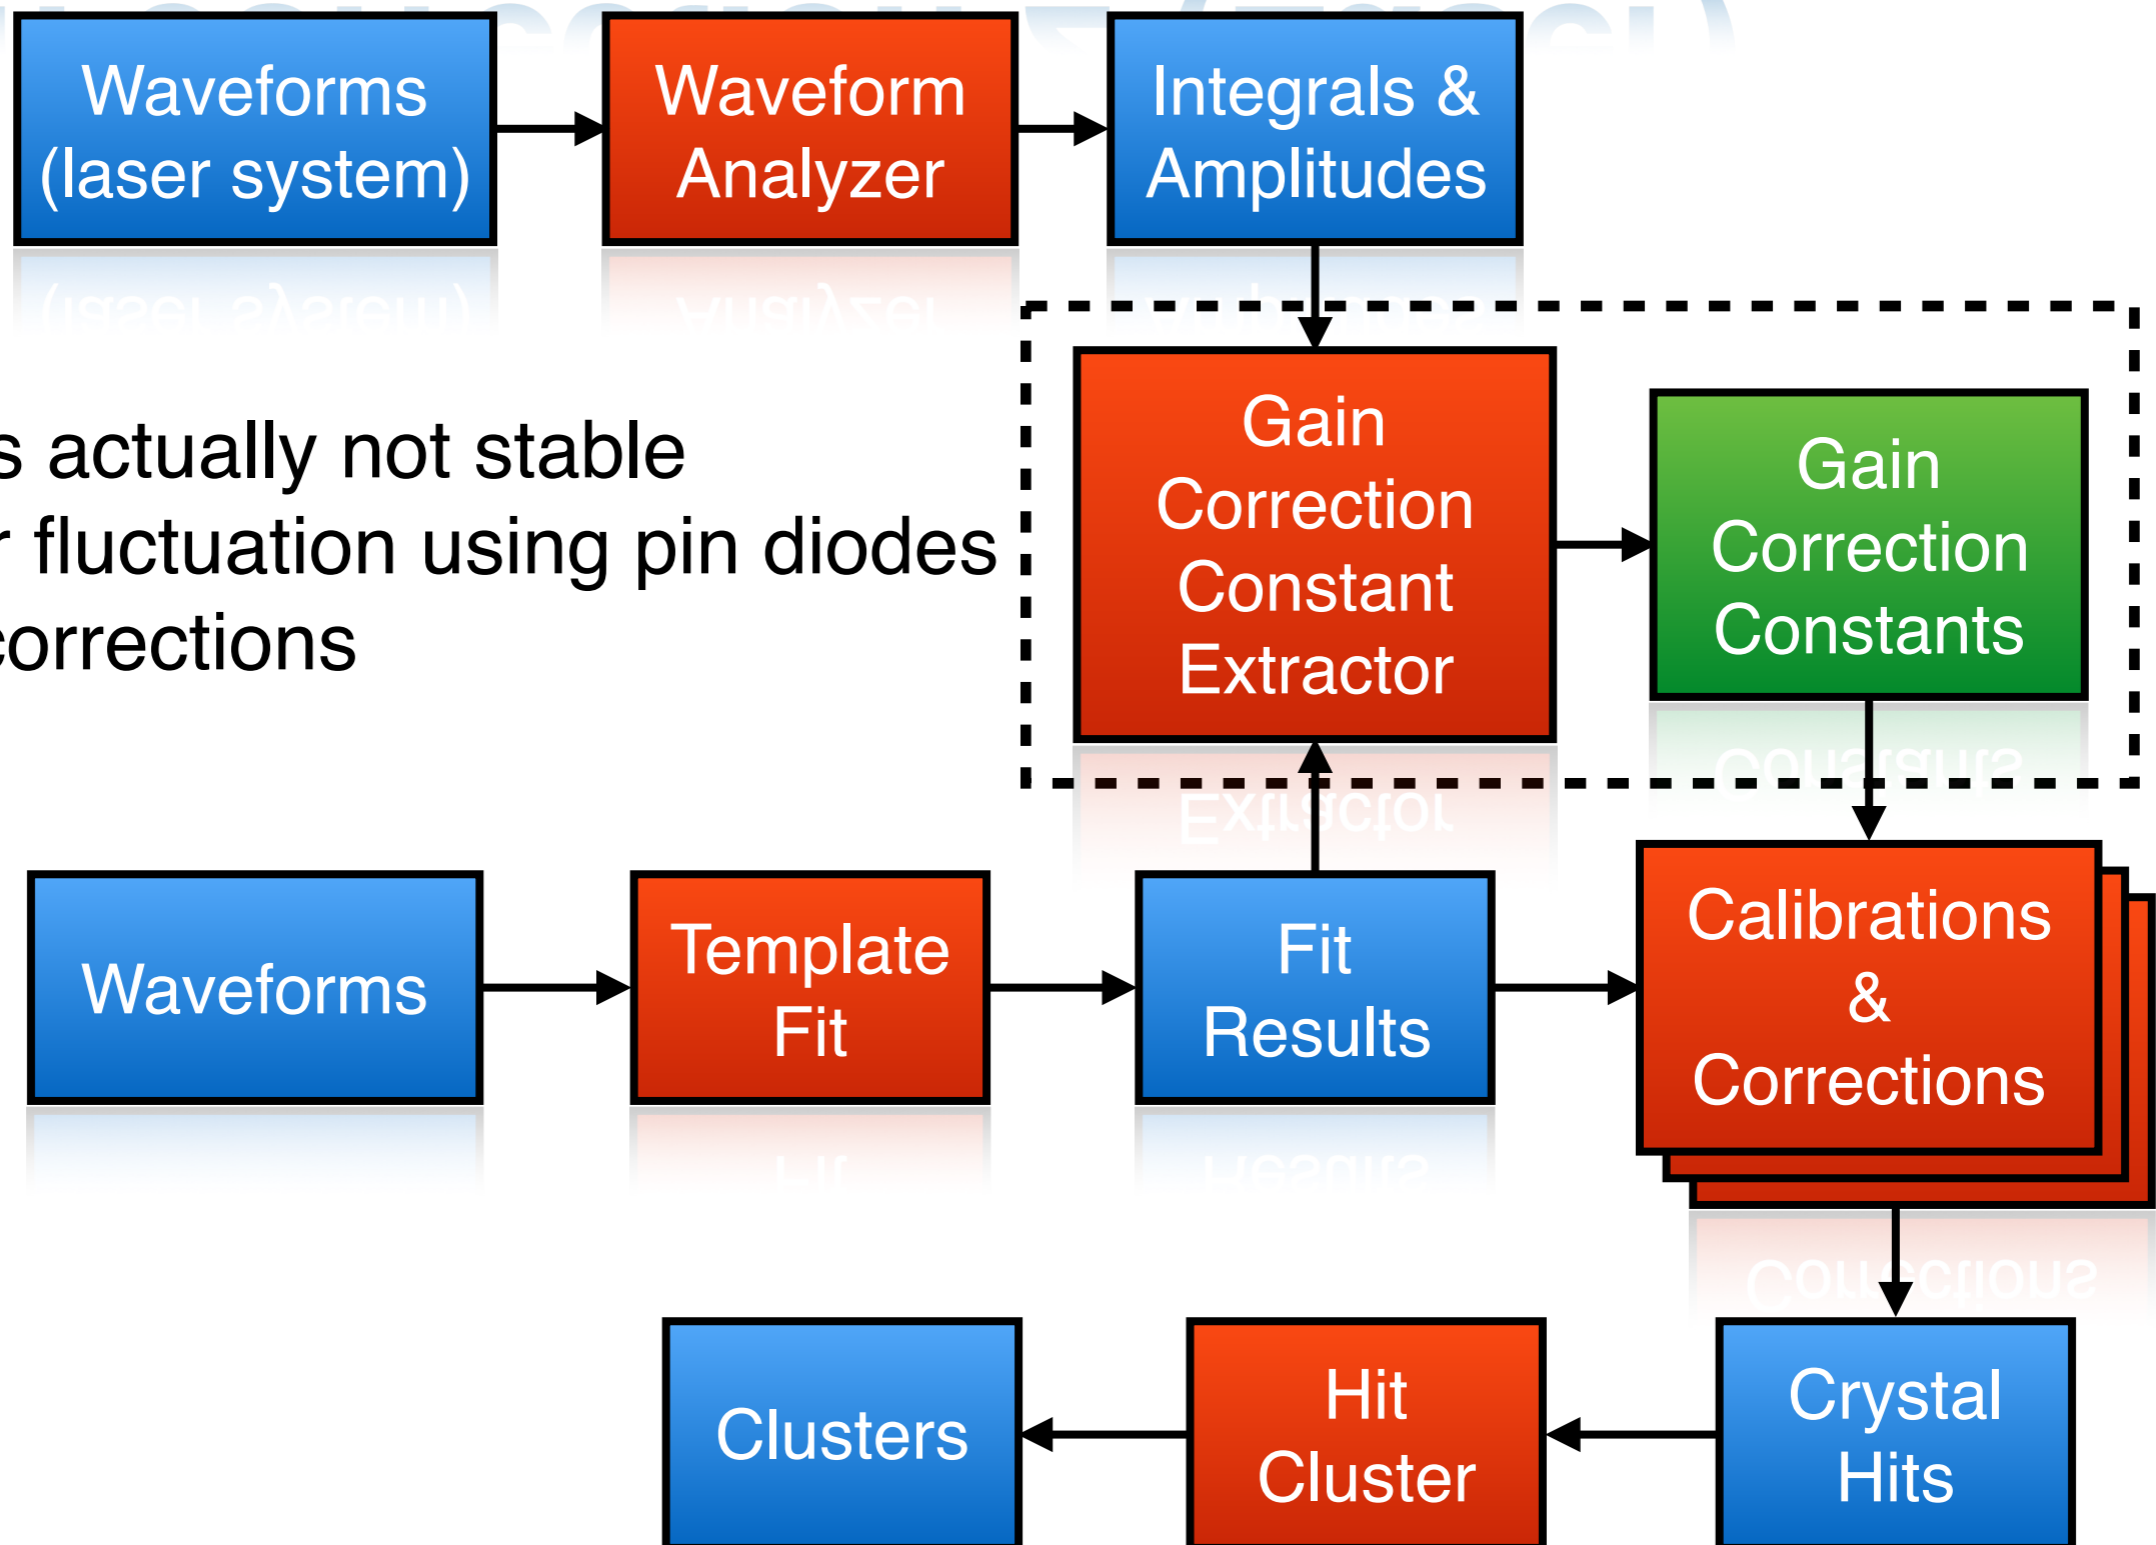 Waveforms
(laser system)
Waveform
Analyzer
Integrals &
Amplitudes
actually not stable
fluctuation using pin diodes
corrections
Gain
Correction
Constant
Extractor
Gain
Correction
Constants
Waveforms
Template
Fit
Fit
Results
Calibrations
&
Corrections
Clusters
Hit
Cluster
Crystal
Hits